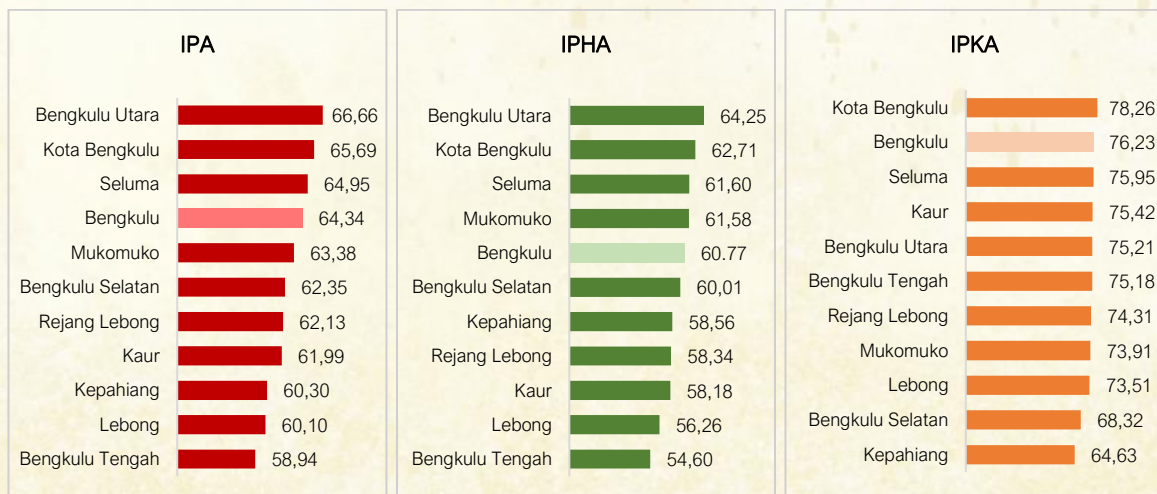 IPA
Bengkulu Utara 66,66
Kota Bengkulu 65,69
Seluma 64,95
Bengkulu 64,34
Mukomuko 63,38
Bengkulu Selatan 62,35
Rejang Lebong 62,13
Kaur 61,99
Kepahiang 60,30
Lebong 60,10
Bengkulu Tengah 58,94
IPHA
Bengkulu Utara 64,25
Kota Bengkulu 62,71
Seluma 61,60
Mukomuko 61,58
Bengkulu 60.77
Bengkulu Selatan 60,01
Kepahiang 58,56
Rejang Lebong 58,34
Kaur 58,18
Lebong 56,26
Bengkulu Tengah 54,60
IPKA
Kota Bengkulu 78,26
Bengkulu 76,23
Seluma 75,95
Kaur 75,42
Bengkulu Utara 75,21
Bengkulu Tengah 75,18
Rejang Lebong 74,31
Mukomuko 73,91
Lebong 73,51
Bengkulu Selatan 68,32
Kepahiang 64,63